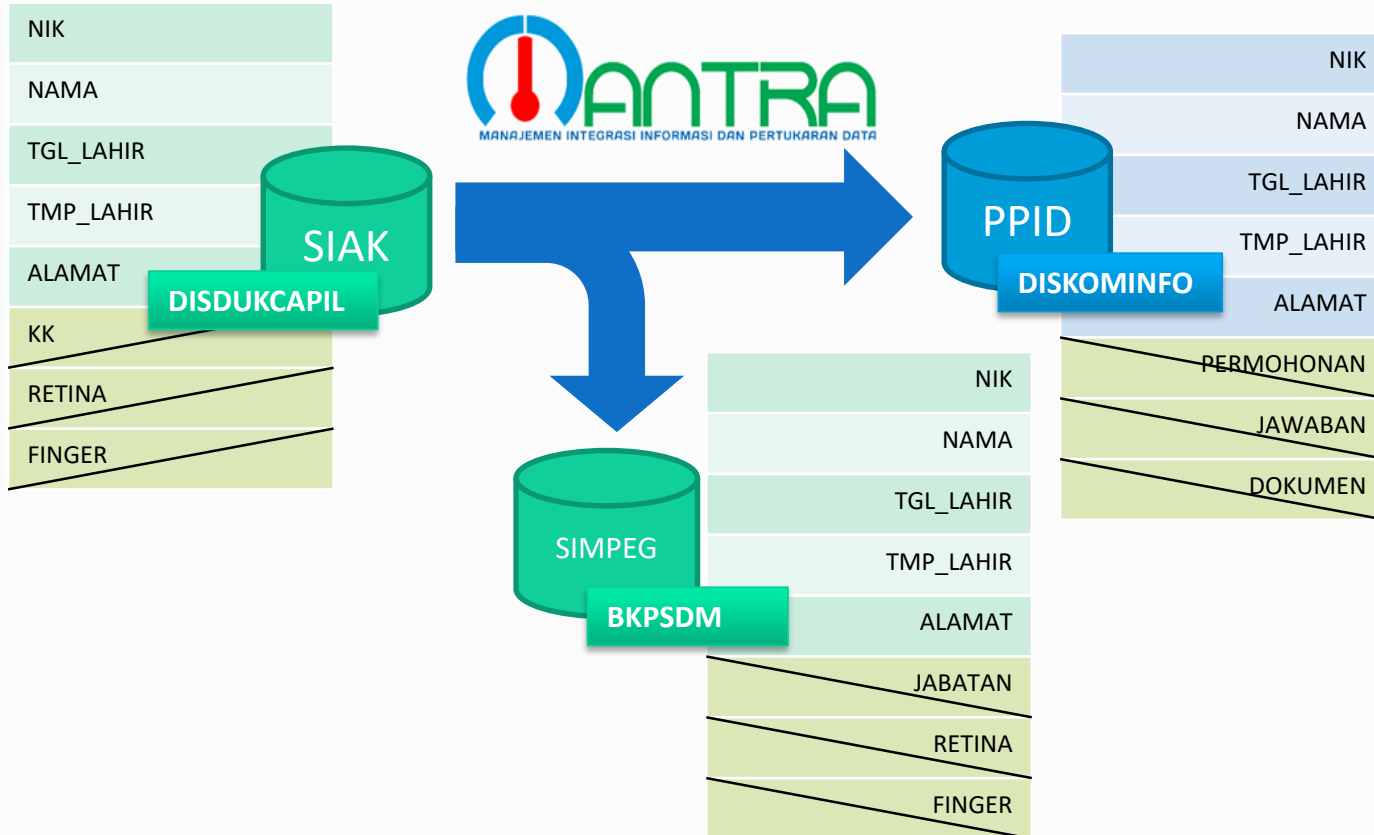 NIK
NAMA
TGL_LAHIR
TMP_LAHIR
ALAMAT
KK
RETINA
FINGER
SIAK
DISDUKCAPIL
MANTRA
MANAJEMEN INTEGRASI INFORMASI DAN PERTUKARAN DATA
PPID
DISKOMINFO
NIK
NAMA
TGL_LAHIR
TMP_LAHIR
ALAMAT
PERMOHONAN
JAWABAN
DOKUMEN
SIMPEG
BKPSDM
NIK
NAMA
TGL_LAHIR
TMP_LAHIR
ALAMAT
JABATAN
RETINA
FINGER